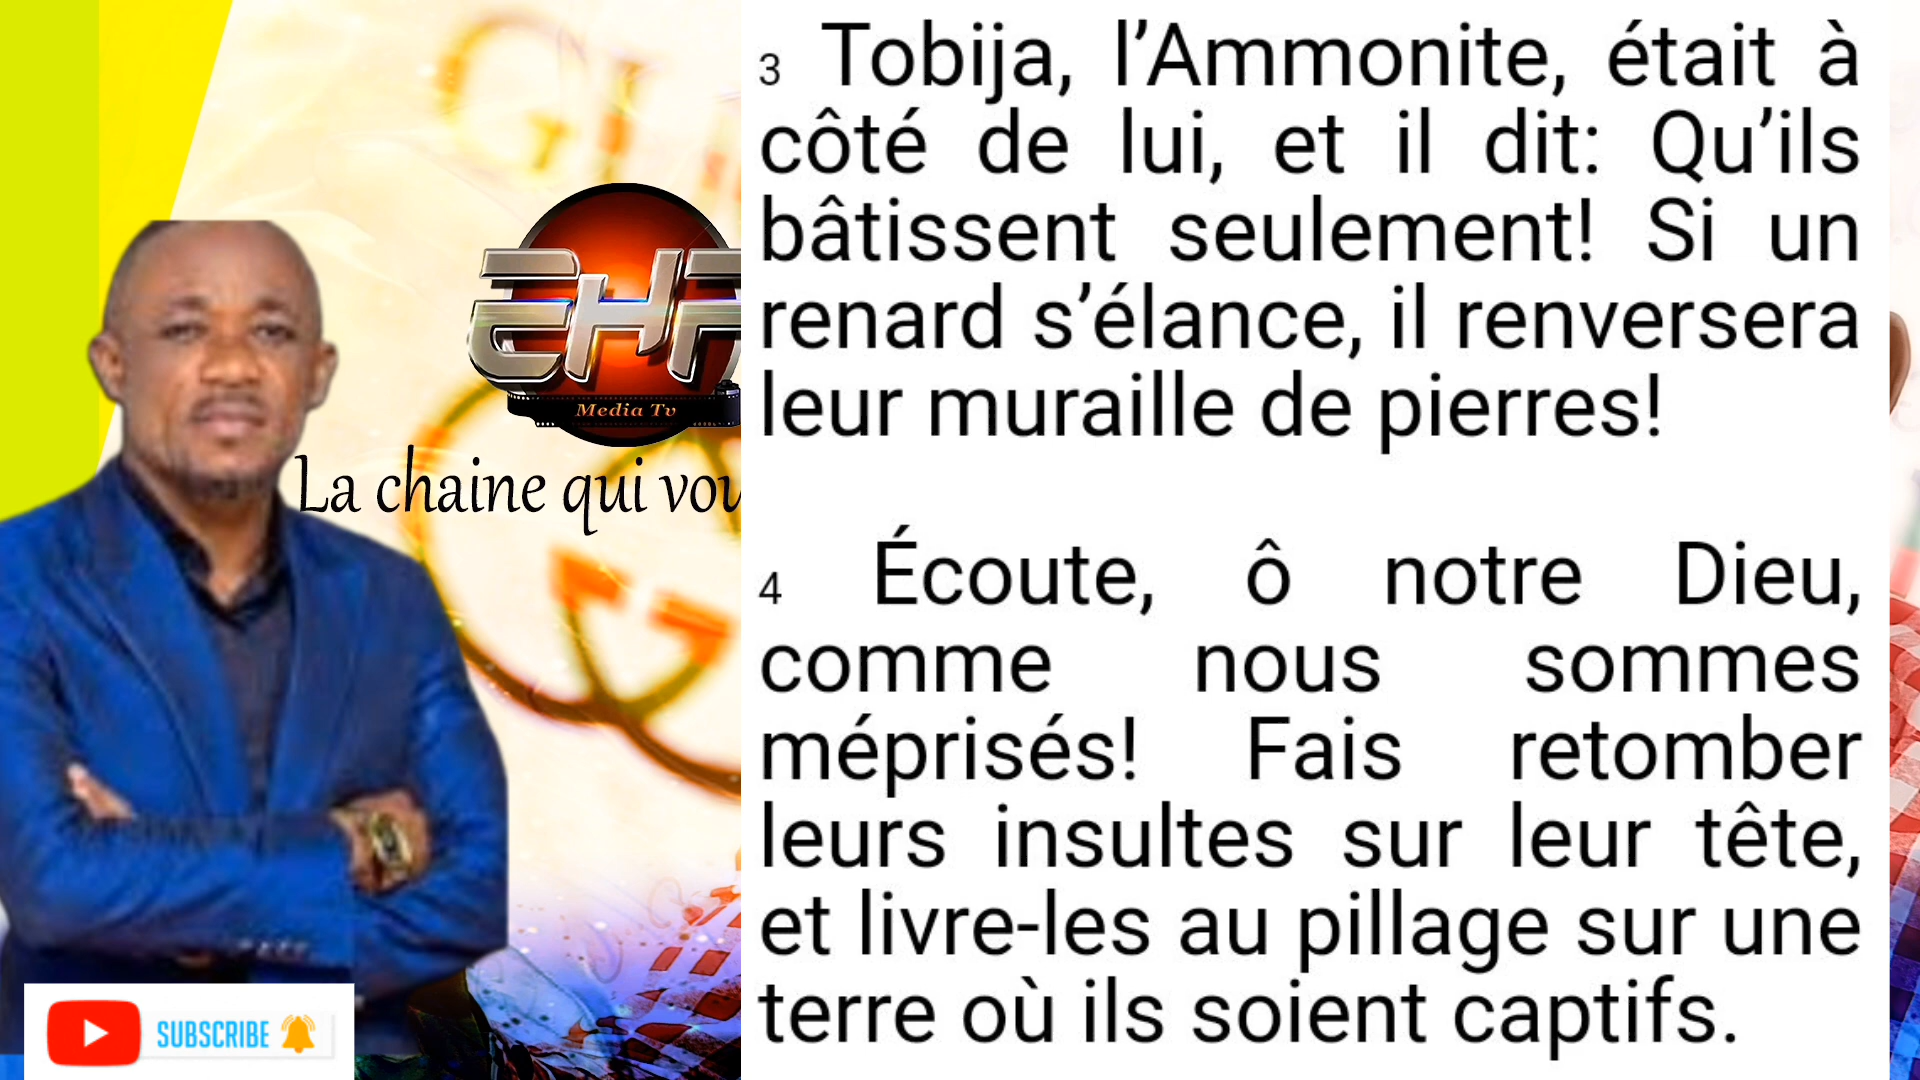 Media Tv
La chaine qui
SUBSCRIBE
3 Tobija, l’Ammonite, était à
côté de lui, et il dit: Qu’ils
bâtissent seulement! Si un
renard s’élance, il renversera
leur muraille de pierres!
4 Écoute, ô notre Dieu,
comme nous sommes
méprisés! Fais retomber
leurs insultes sur leur tête,
et livre-les au pillage sur une
terre où ils soient captifs.